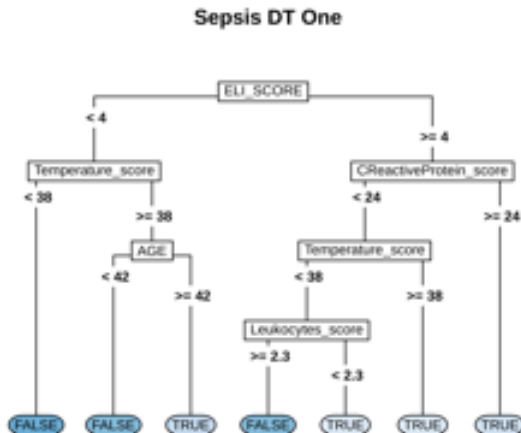 Sepsis DT One
ELI_SCORE
< 4
>= 4
Temperature_score
CReactiveProtein_score
< 38
< 24
>= 38
>= 24
AGE
Temperature_score
< 42
< 38
>= 42
>= 38
Leukocytes_score
>= 2.3
< 2.3
FALSE
FALSE
TRUE
FALSE
TRUE
TRUE
TRUE